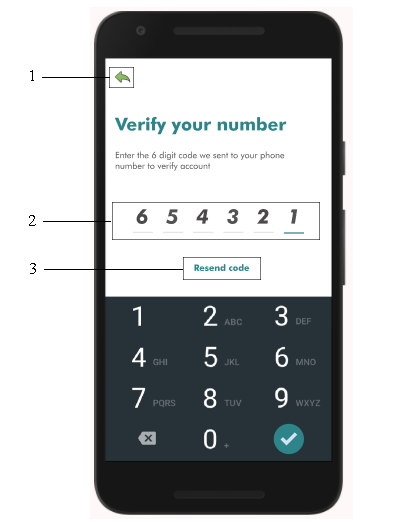 1
Verify your number
Enter the 6 digit code we sent to your phone
number to verify account
2
6 5 4 3 2 1
3
Resend code
1 2 ABC 3 DEF
4 GHI 5 JKL 6 MNO
7 PQRS 8 TUV 9 WXYZ
0 +